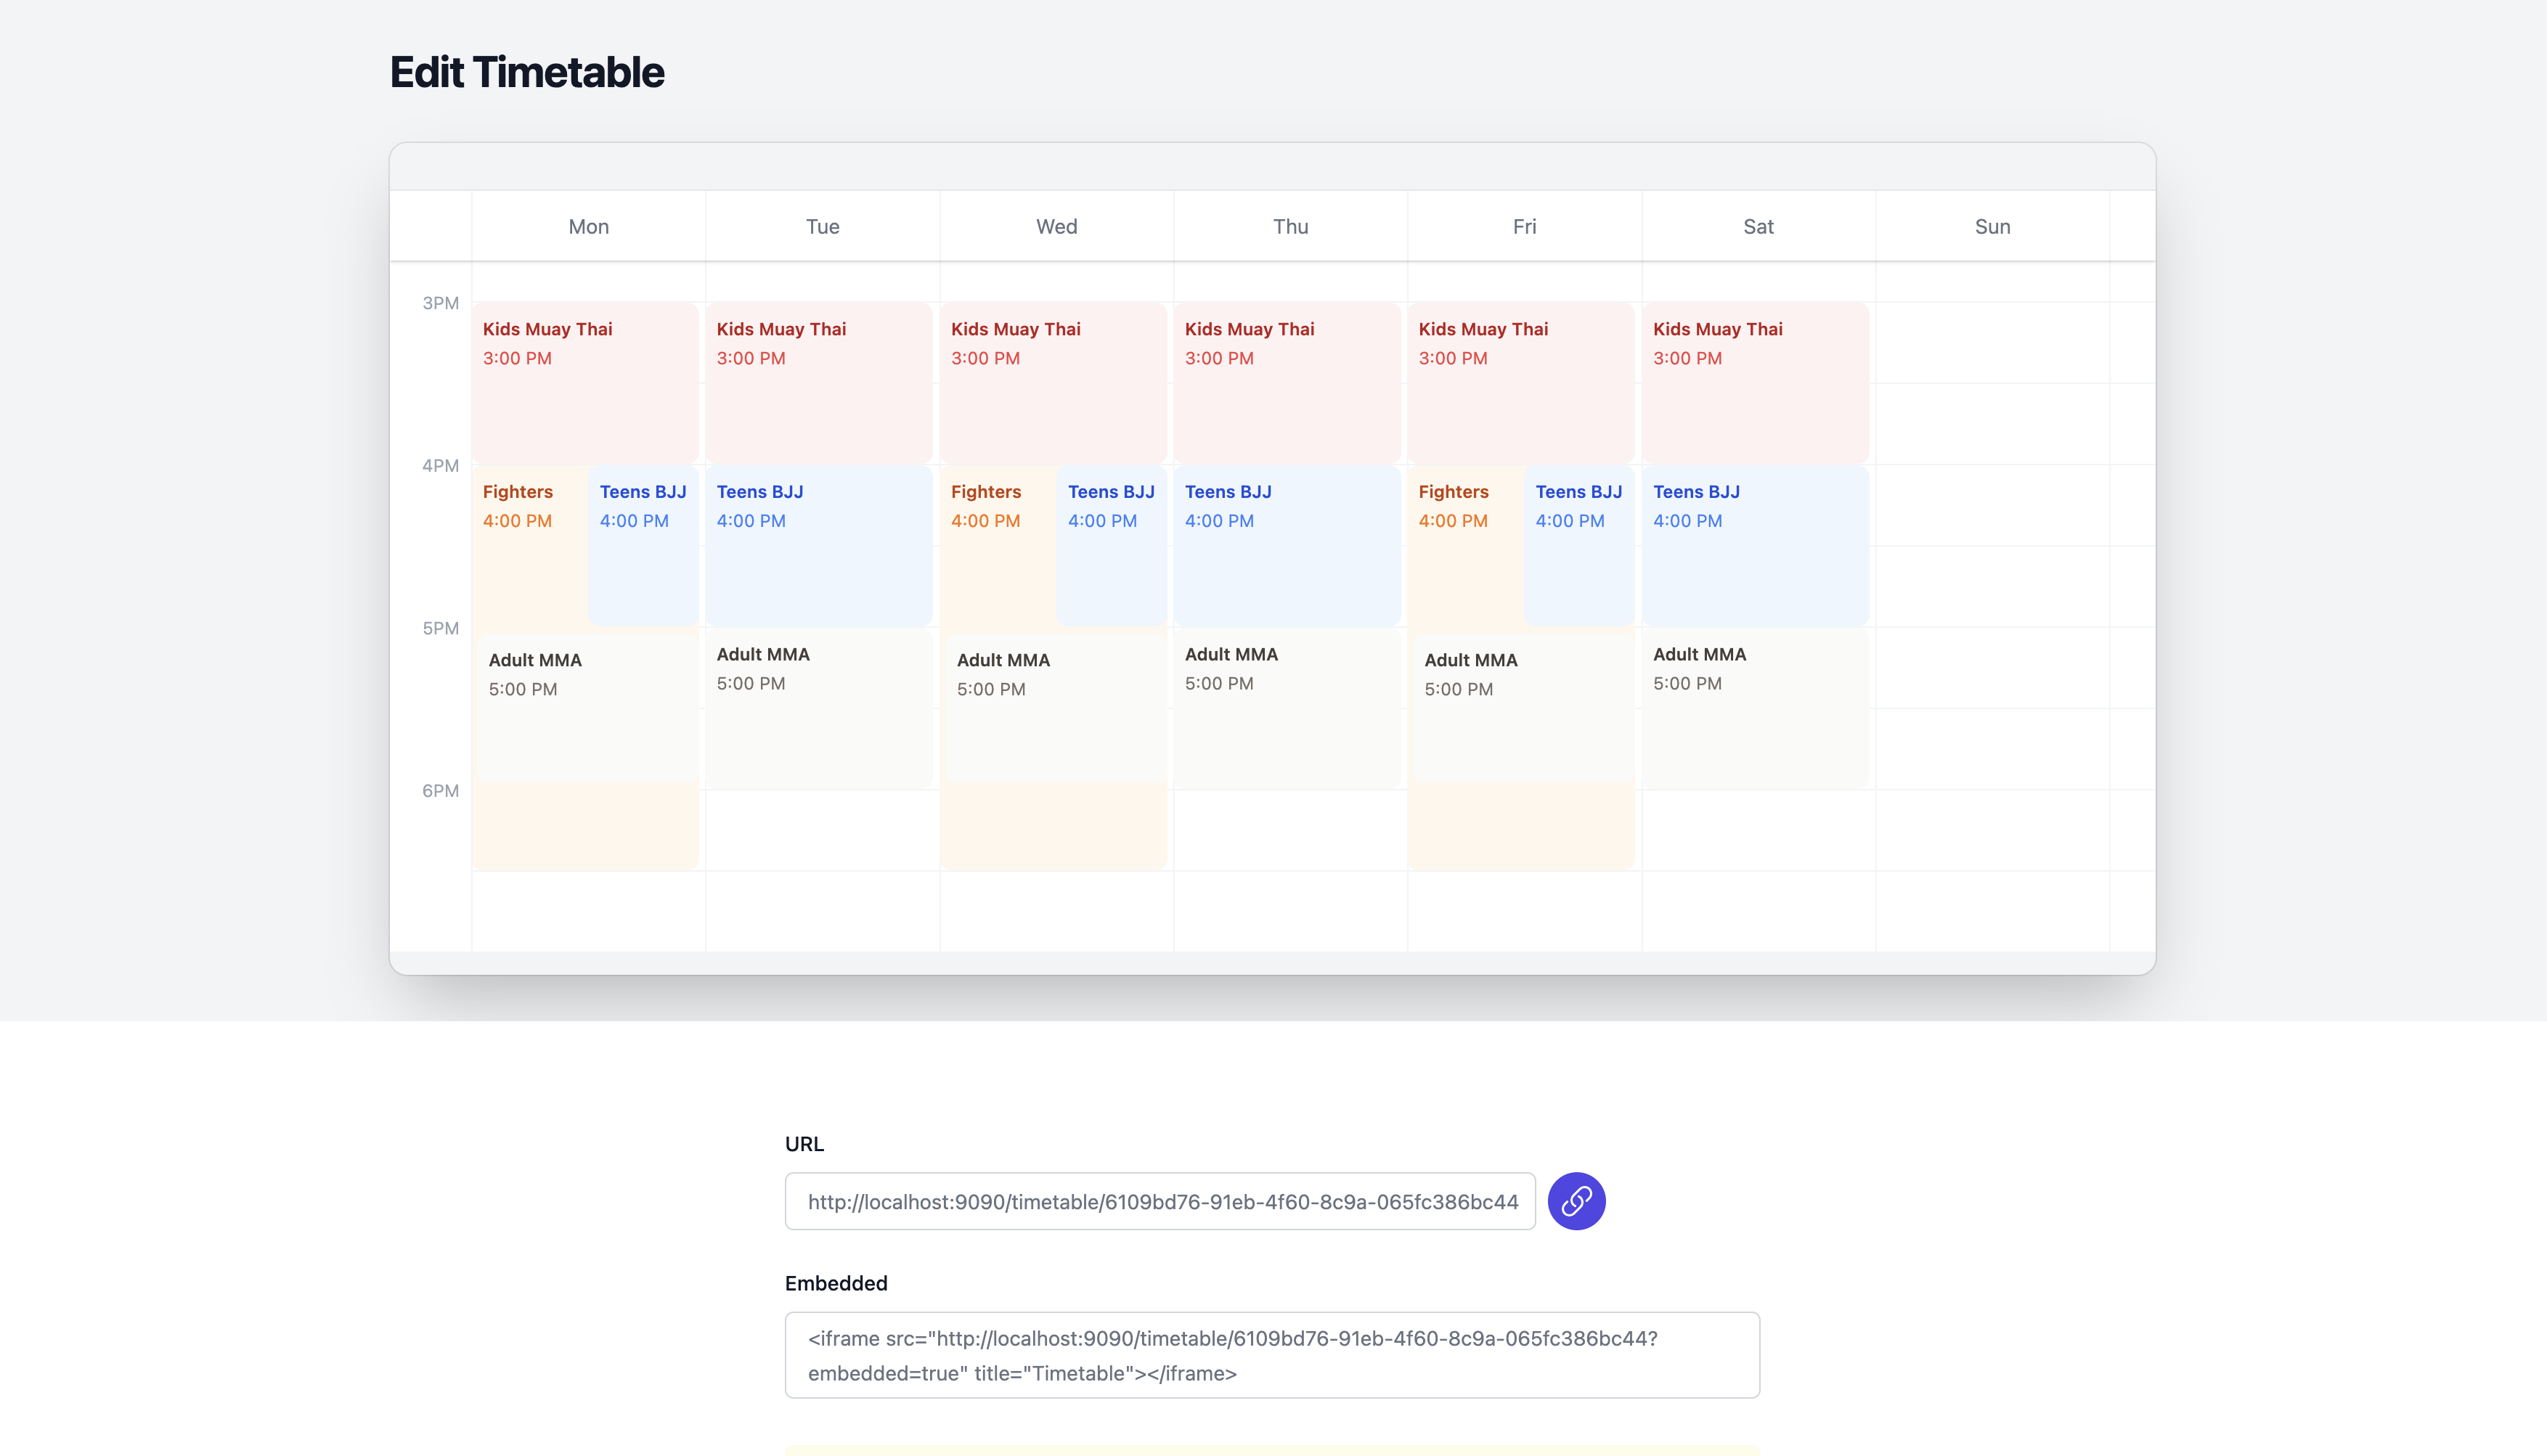 Edit Timetable
Mon Tue Wed Thu Fri Sat Sun
3PM
Kids Muay Thai Kids Muay Thai Kids Muay Thai Kids Muay Thai Kids Muay Thai Kids Muay Thai
3:00 PM 3:00 PM 3:00 PM 3:00 PM 3:00 PM 3:00 PM
4PM
Fighters Teens BJJ Teens BJJ Fighters Teens BJJ Teens BJJ Fighters Teens BJJ Teens BJJ
4:00 PM 4:00 PM 4:00 PM 4:00 PM 4:00 PM 4:00 PM 4:00 PM 4:00 PM 4:00 PM
5PM
Adult MMA Adult MMA Adult MMA Adult MMA Adult MMA Adult MMA
5:00 PM 5:00 PM 5:00 PM 5:00 PM 5:00 PM 5:00 PM
6PM
URL
http://localhost:9090/timetable/6109bd76-91eb-4f60-8c9a-065fc386bc44
Embedded
<iframe src="http://localhost:9090/timetable/6109bd76-91eb-4f60-8c9a-065fc386bc44?
embedded=true" title="Timetable"></iframe>